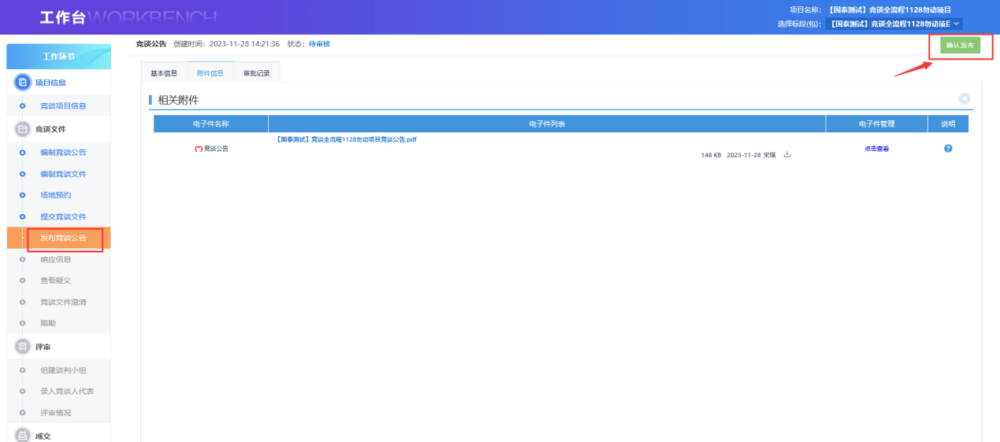 工作台WORKBENCH
项目名称: 【国泰测试】竞谈全流程1128勿动项目
选择标段(包): 【国泰测试】竞谈全流程1128勿动项目
竞谈公告 创建时间: 2023-11-28 14:21:36 状态: 待审核
确认发布
工作环节
项目信息
竞谈项目信息
竞谈文件
编制竞谈公告
编制竞谈文件
场地预约
提交竞谈文件
发布竞谈公告
响应信息
查看疑义
竞谈文件澄清
踏勘
评审
组建谈判小组
录入竞谈人代表
评审情况
成交
基本信息 附件信息 审批记录
相关附件
电子件名称 电子件列表 电子件管理 说明
(*) 竞谈公告 【国泰测试】竞谈全流程1128勿动项目竞谈公告.pdf
148 KB 2023-11-28 宋瑛
点击查看